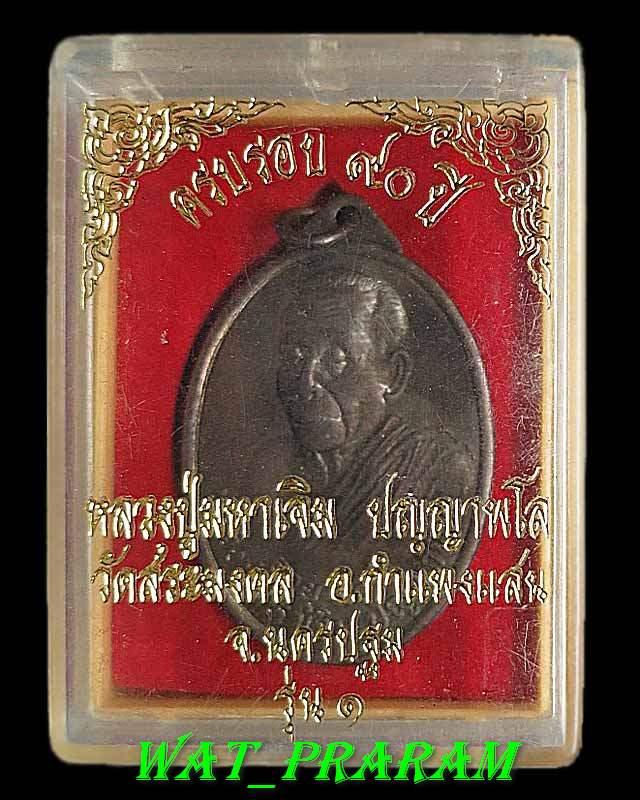 ครบรอบ ๙๐ ปี
หลวงปู่มหาเจิม ปญฺญาพโล
วัดสระมงคล อ.กำแพงแสน
จ.นครปฐม
รุ่น ๑
WAT_PRARAM